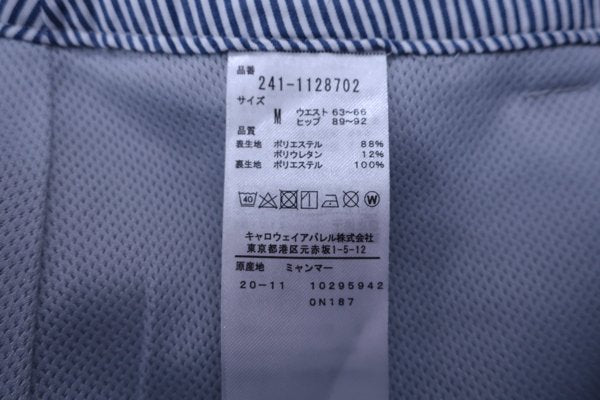 品番
241-1128702
サイズ
M ウエスト 63~66
ヒップ 89~92
品質
表生地 ポリエステル 88%
ポリウレタン 12%
裏生地 ポリエステル 100%
40 W
キャロウェイアパレル株式会社
東京都港区元赤坂1-5-12
原産地 ミャンマー
20-11 10295942
0N187